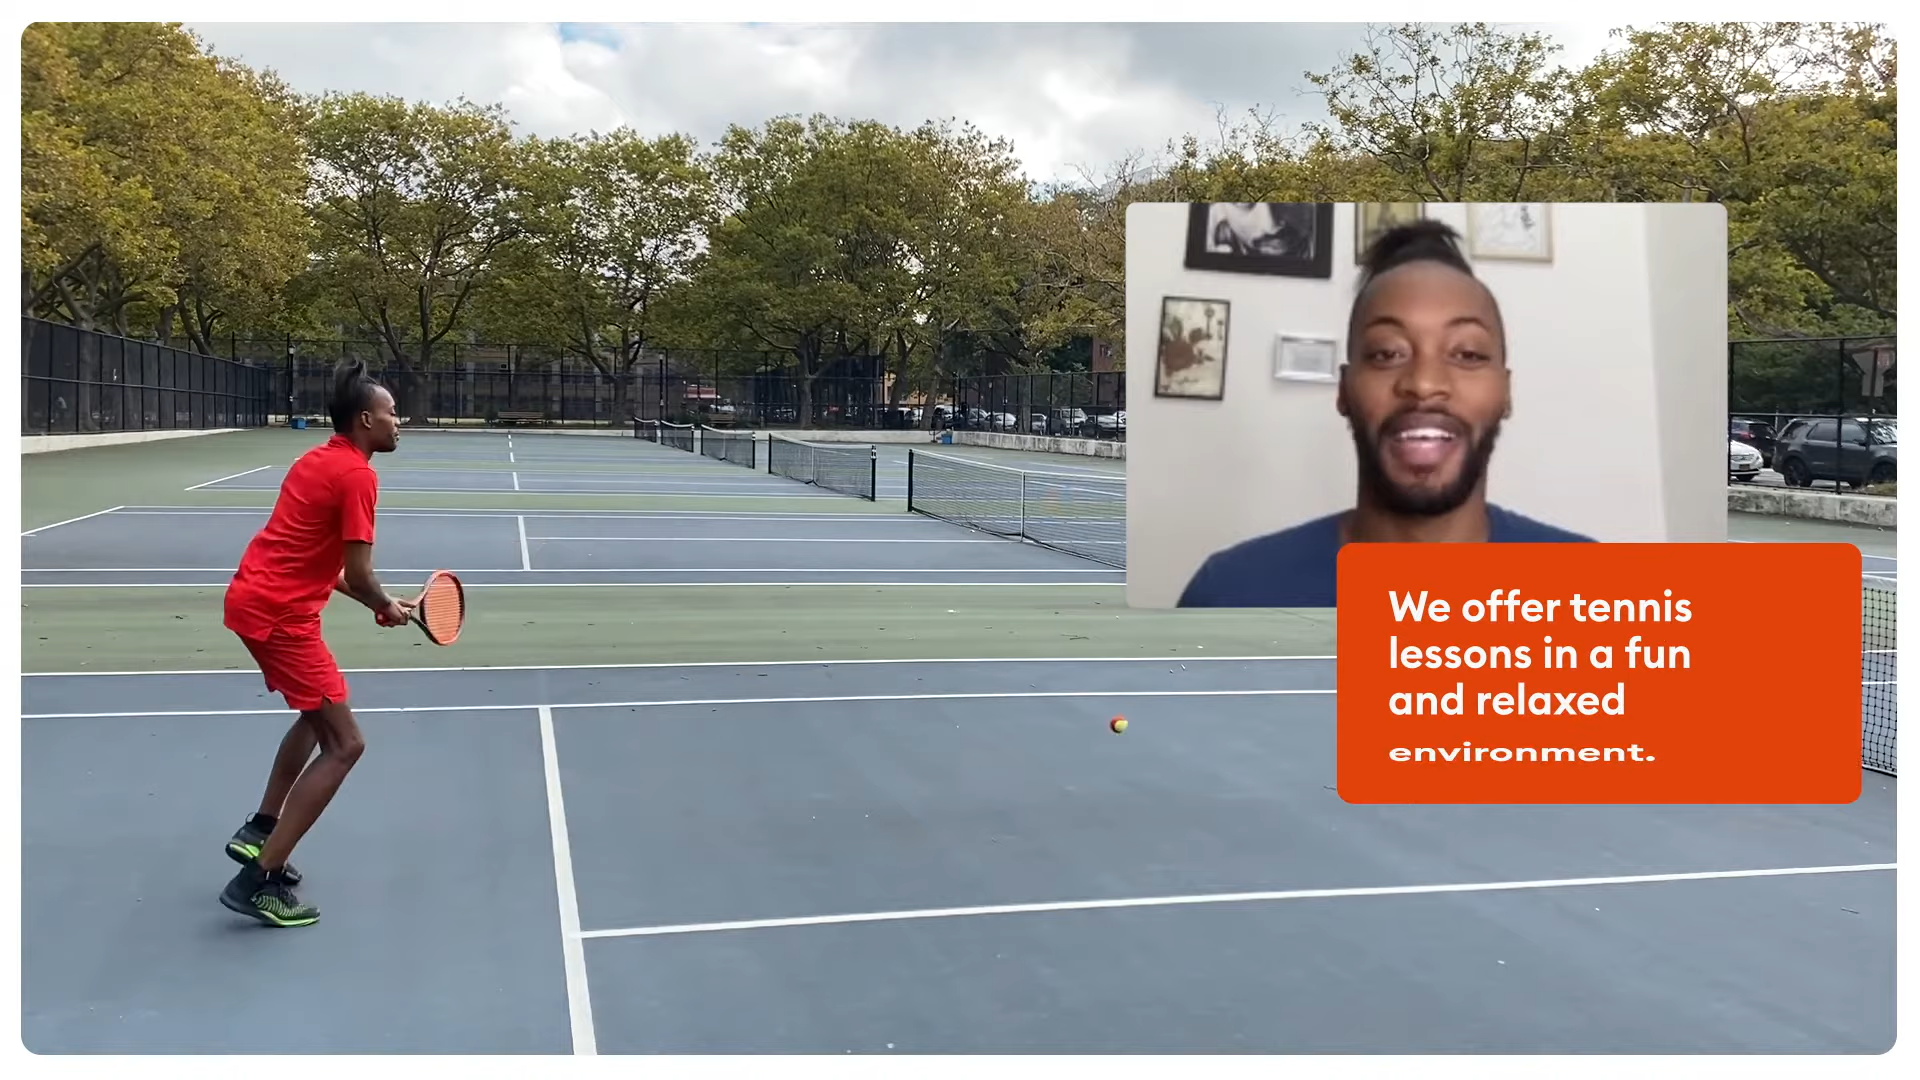 We offer tennis
lessons in a fun
and relaxed
environment.